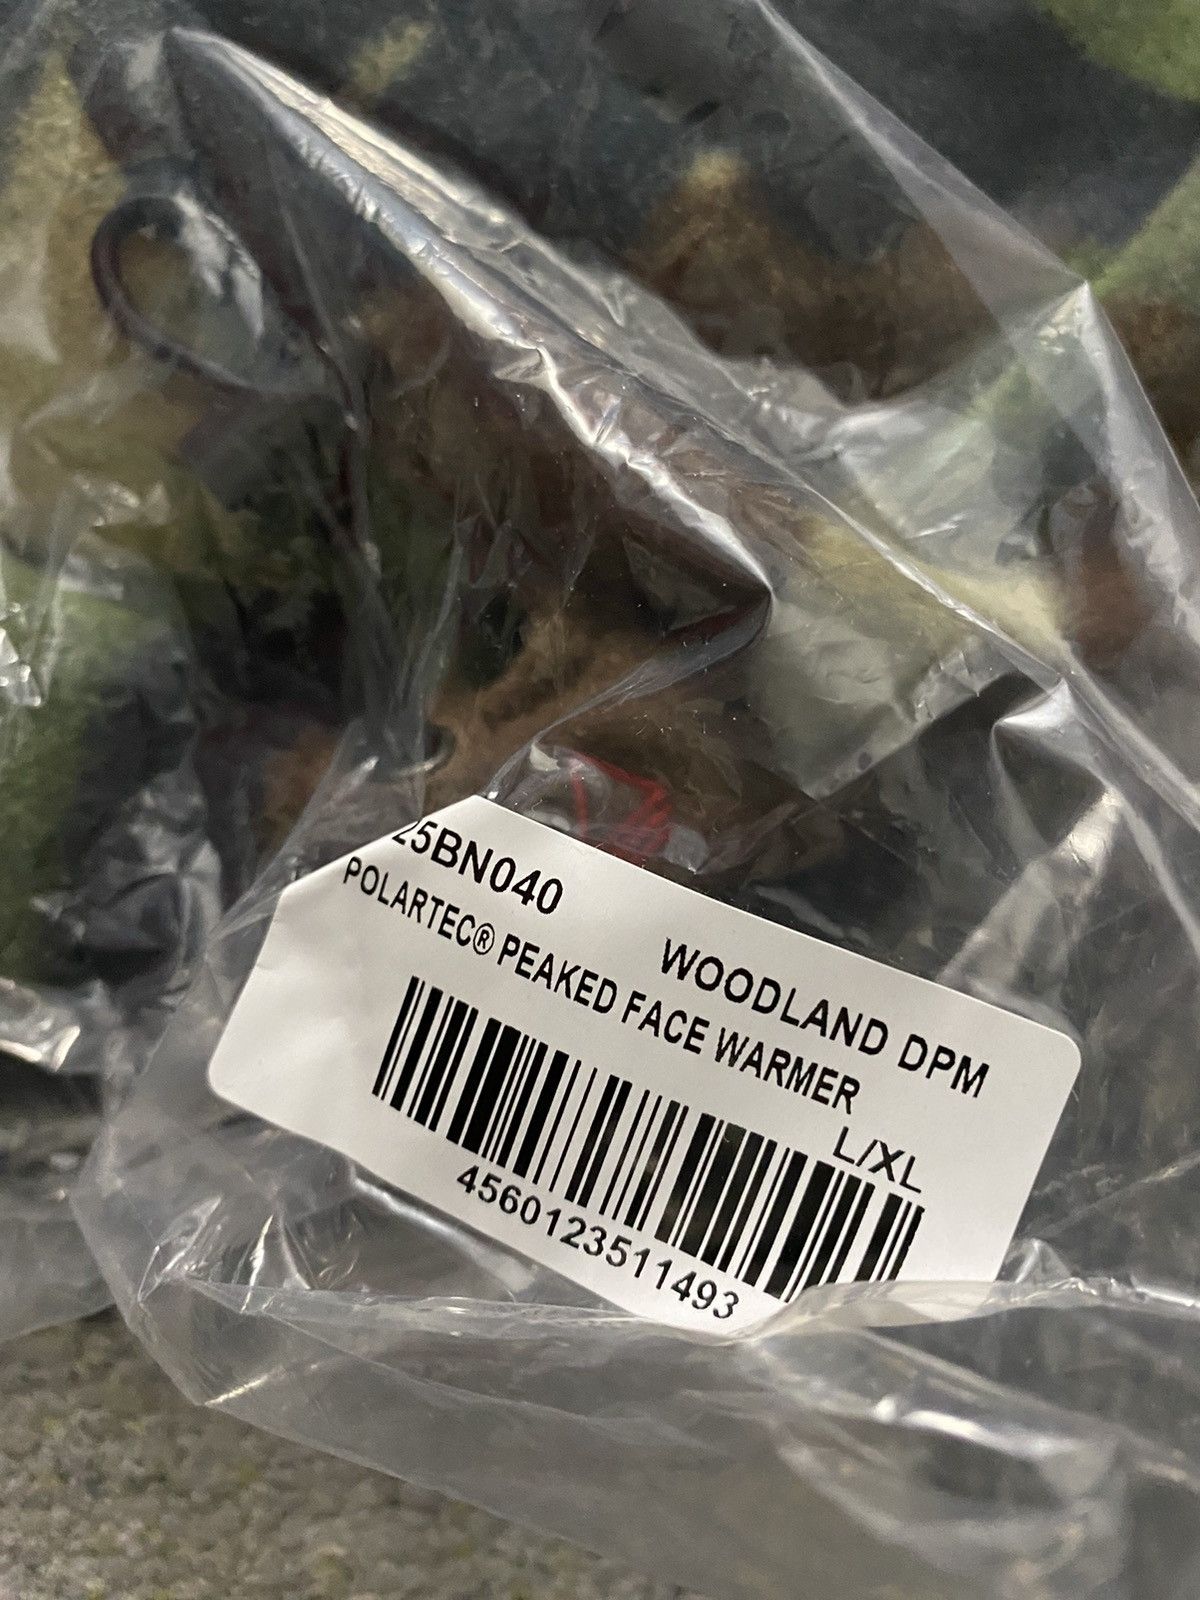 25BN040
WOODLAND DPM
POLARTEC® PEAKED FACE WARMER
L/XL
4560123511493